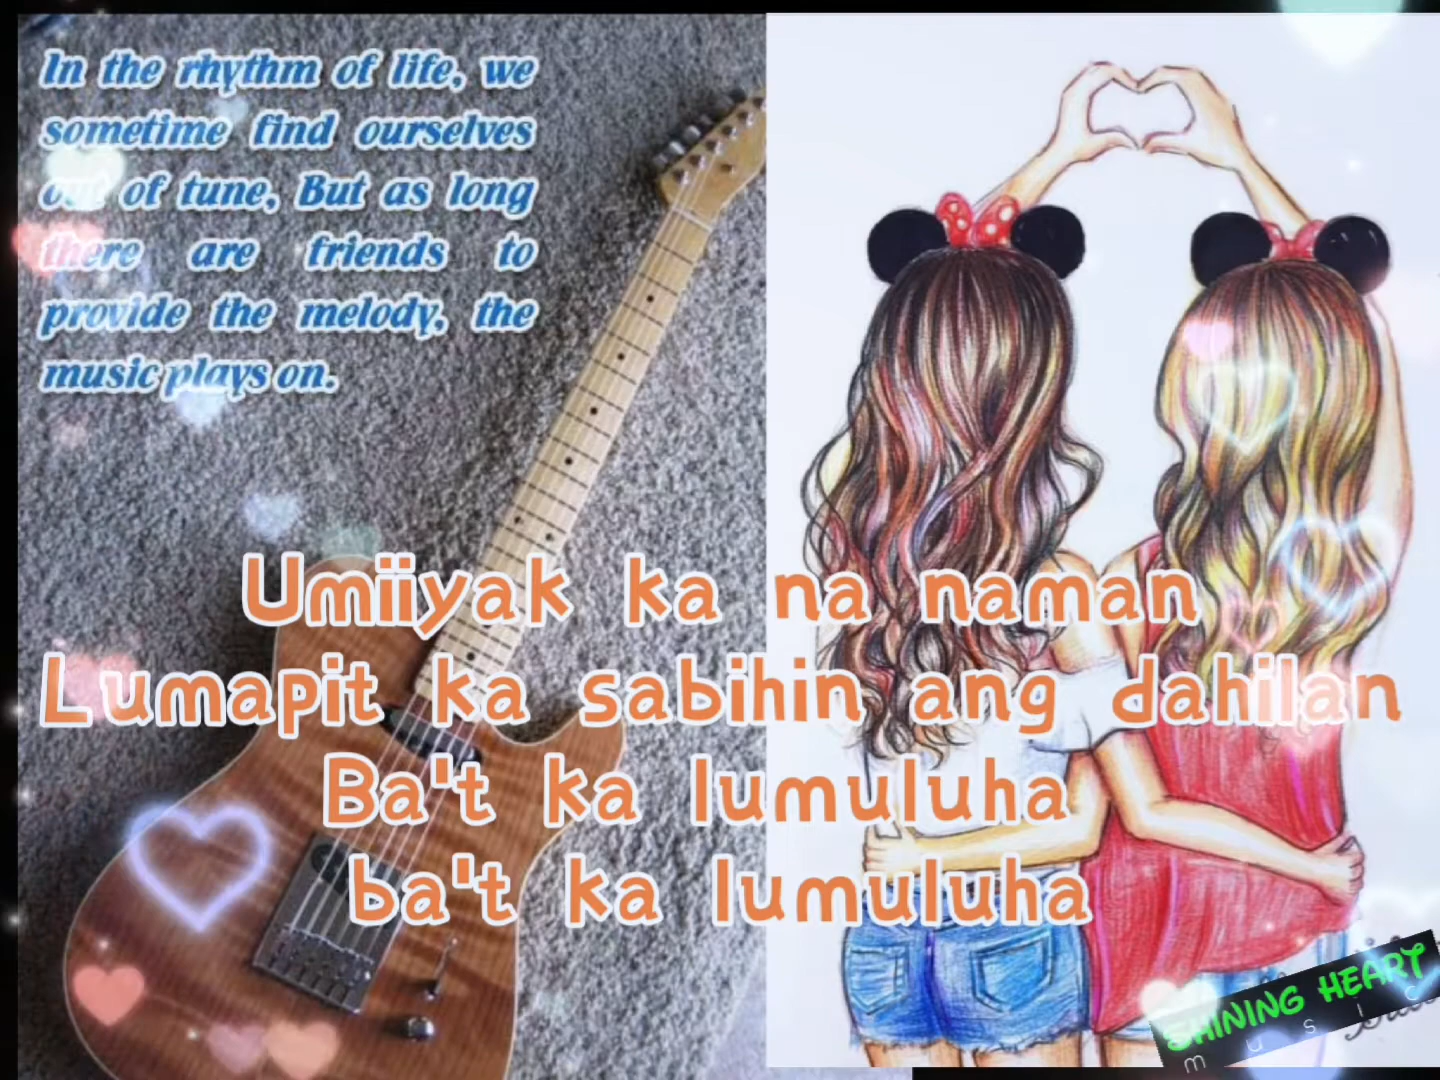 In the rhythm of life, we
sometime find ourselves
out of tune, But as long
there are friends to
provide the melody, the
music plays on.
Umiiyak ka na naman
Lumapit ka sabihin ang dahilan
Ba't ka lumuluha
ba't ka lumuluha
SHINING HEART
music